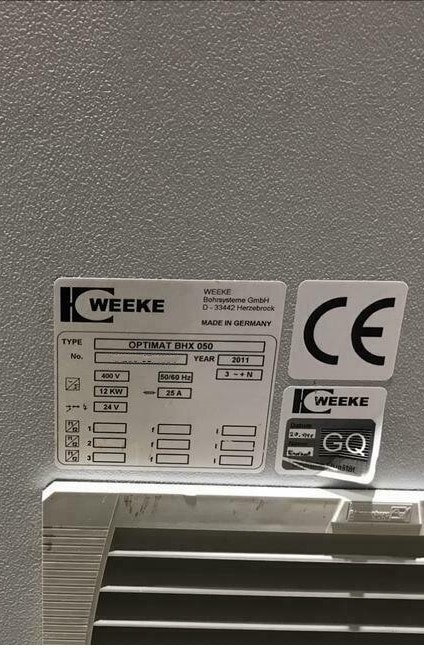 WEEKE
WEEKE
Bohrsysteme GmbH
D - 33442 Herzebrock
MADE IN GERMANY
TYPE OPTIMAT BHX 050
No. YEAR 2011
400 V 50/60 Hz 3 ~ + N
12 KW 25 A
24 V
1 f f
2 f f
3 f f
CE
WEEKE
Datum
GQ